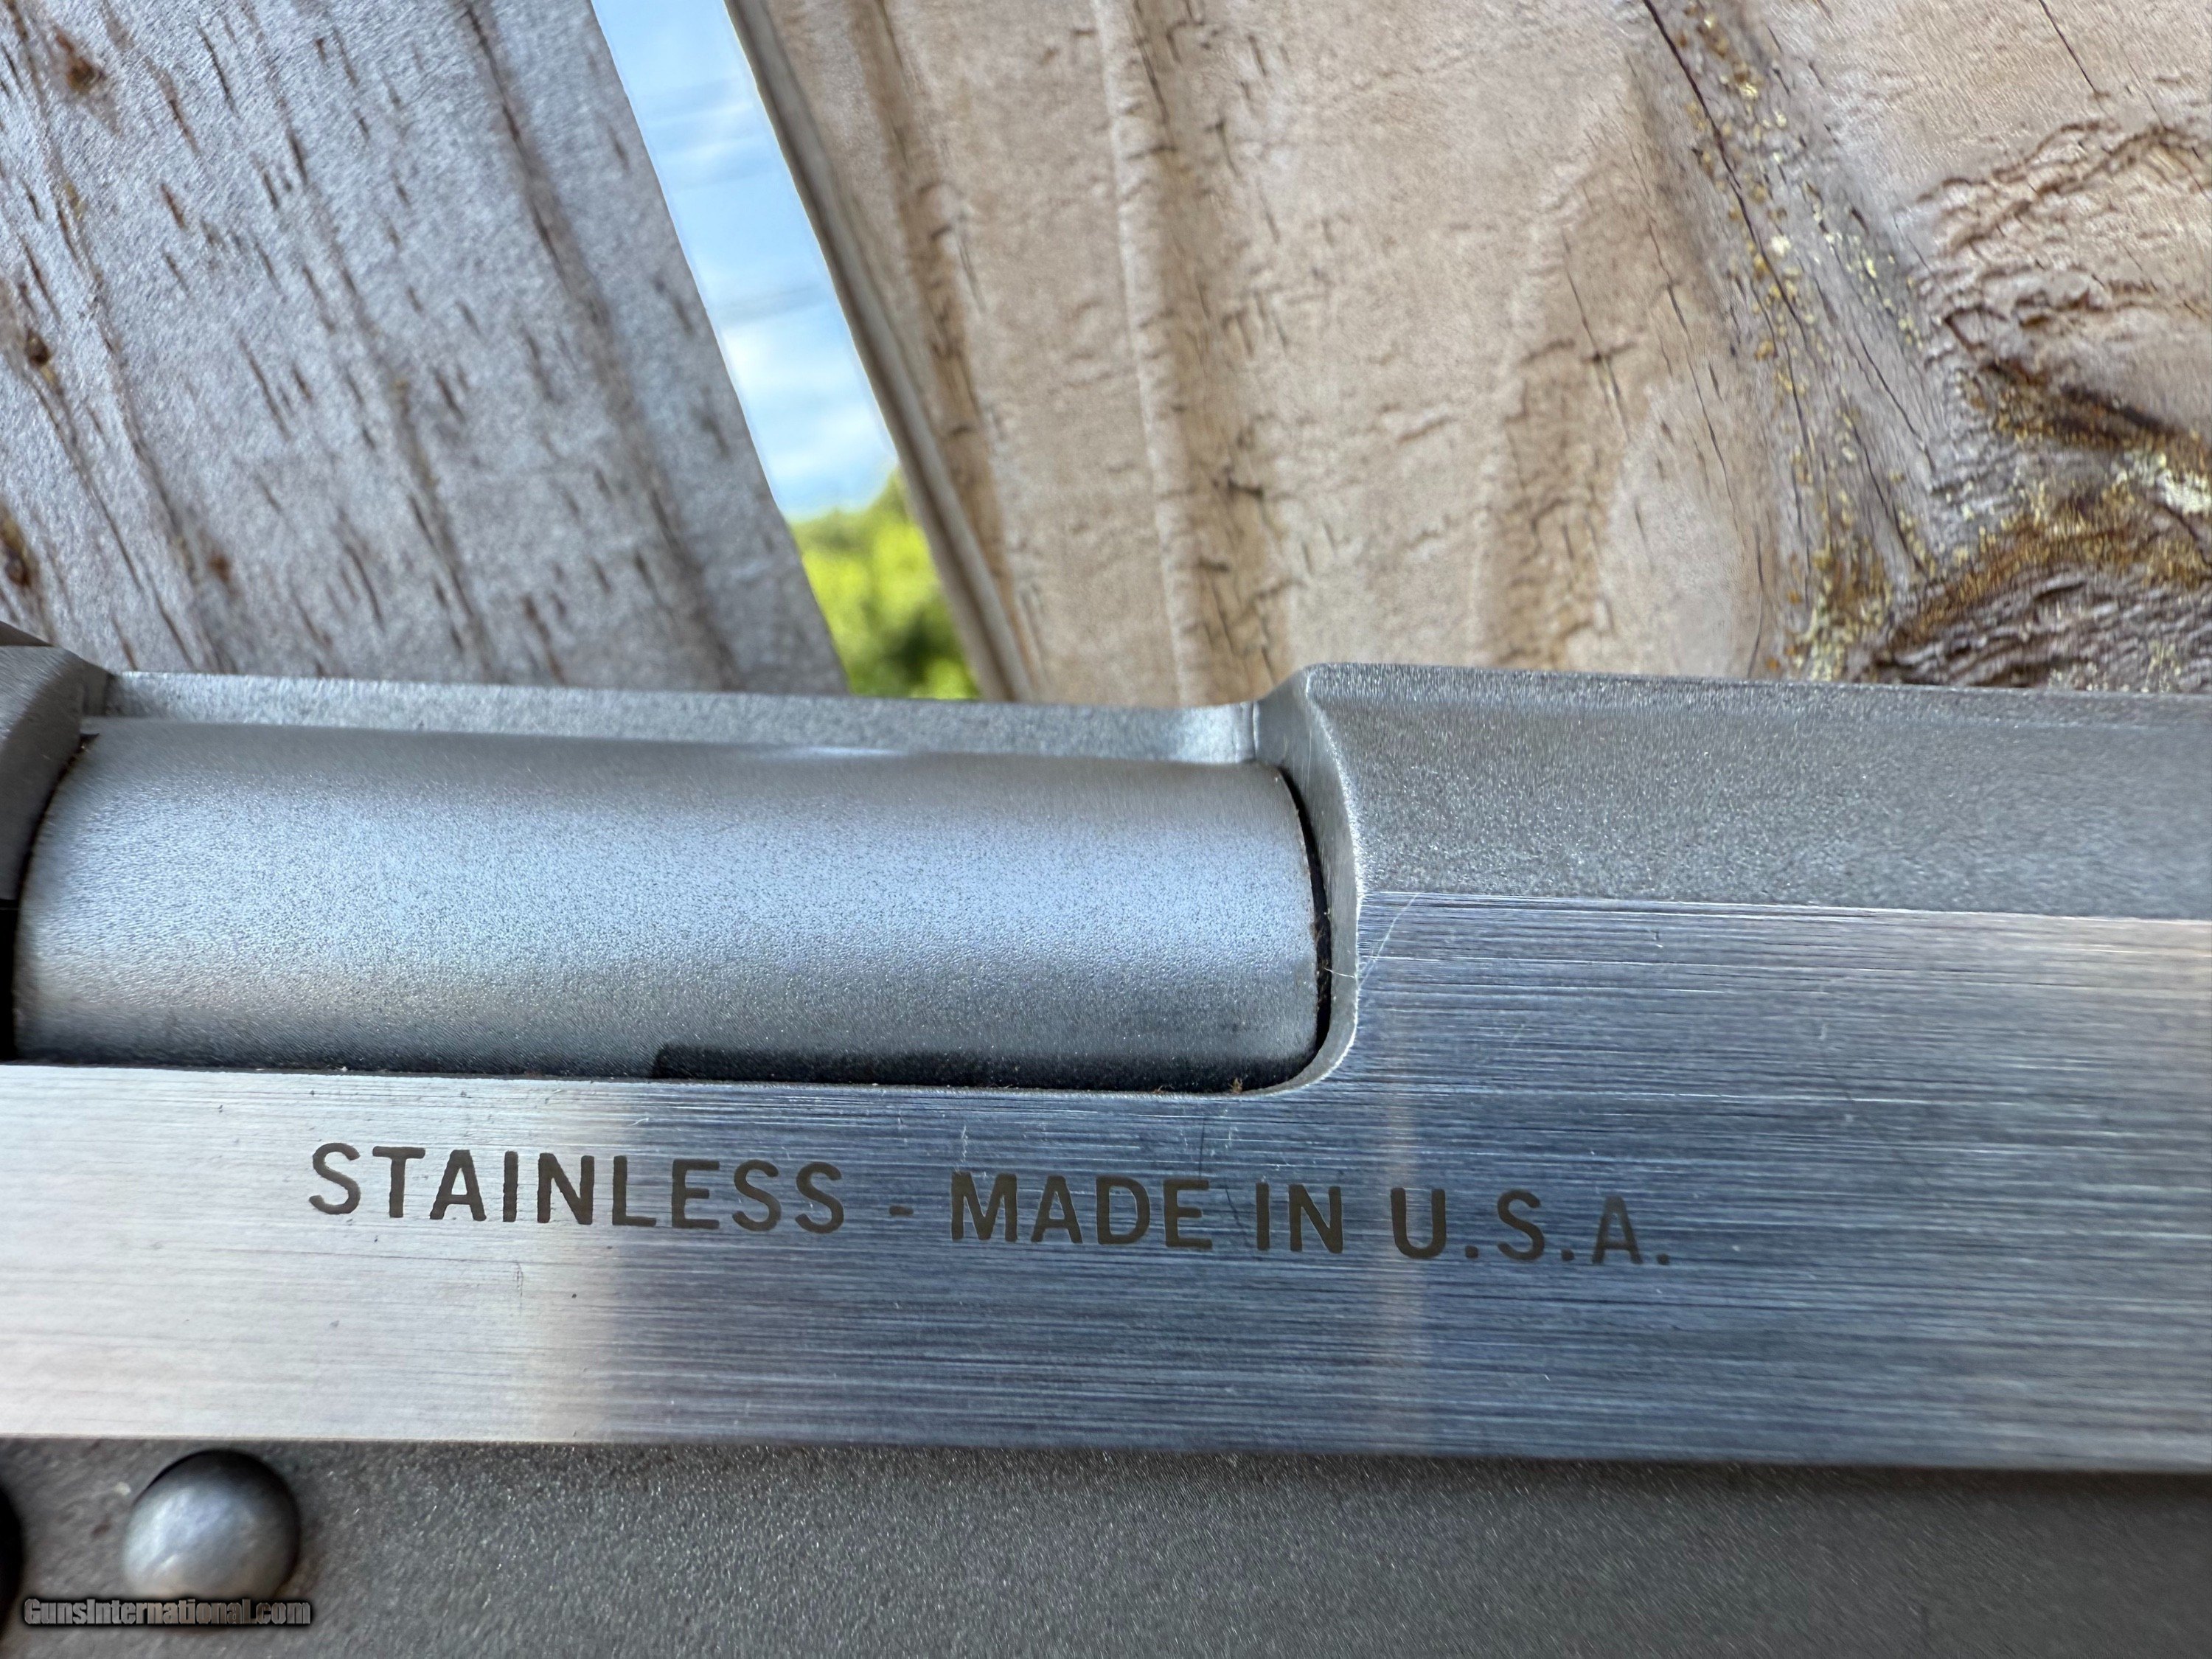 STAINLESS - MADE IN U.S.A.
GunsInternational.com